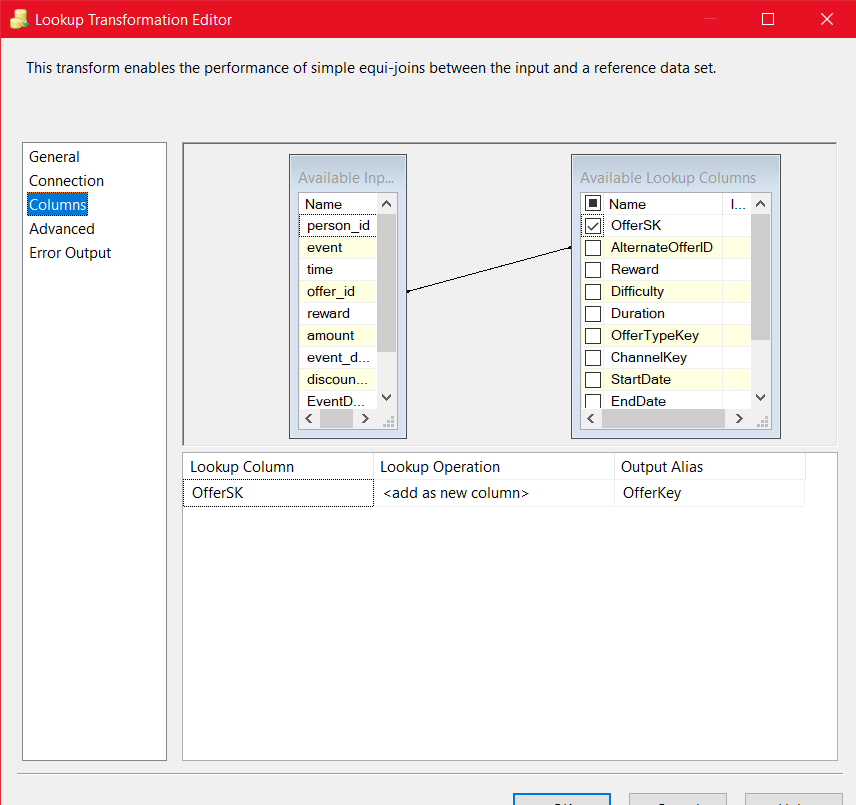 Lookup Transformation Editor
This transform enables the performance of simple equi-joins between the input and a reference data set.
General
Connection
Columns
Advanced
Error Output
Available Inp...
Name
person_id
event
time
offer_id
reward
amount
event_d...
discoun...
EventD...
Available Lookup Columns
Name I...
OfferSK
AlternateOfferID
Reward
Difficulty
Duration
OfferTypeKey
ChannelKey
StartDate
EndDate
Lookup Column Lookup Operation Output Alias
OfferSK <add as new column> OfferKey